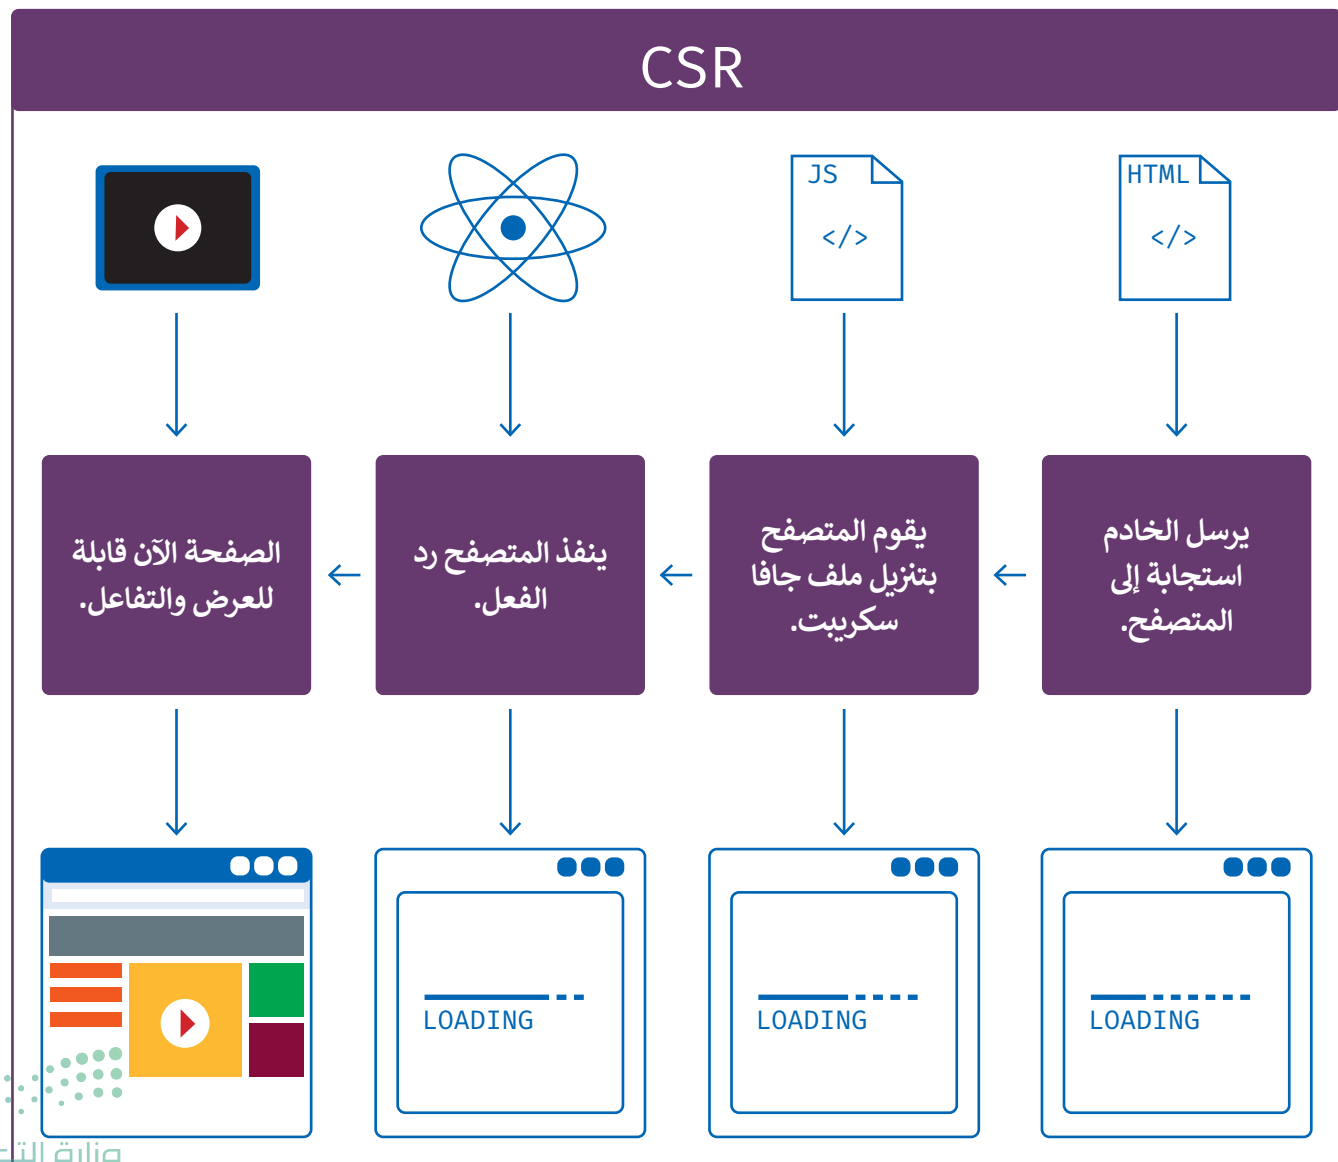 CSR
HTML
</>
JS
</>
يرسل الخادم
استجابة إلى
المتصفح.
يقوم المتصفح
بتنزيل ملف جافا
سكريبت.
ينفذ المتصفح رد
الفعل.
الصفحة الآن قابلة
للعرض والتفاعل.
LOADING
LOADING
LOADING
وزارة